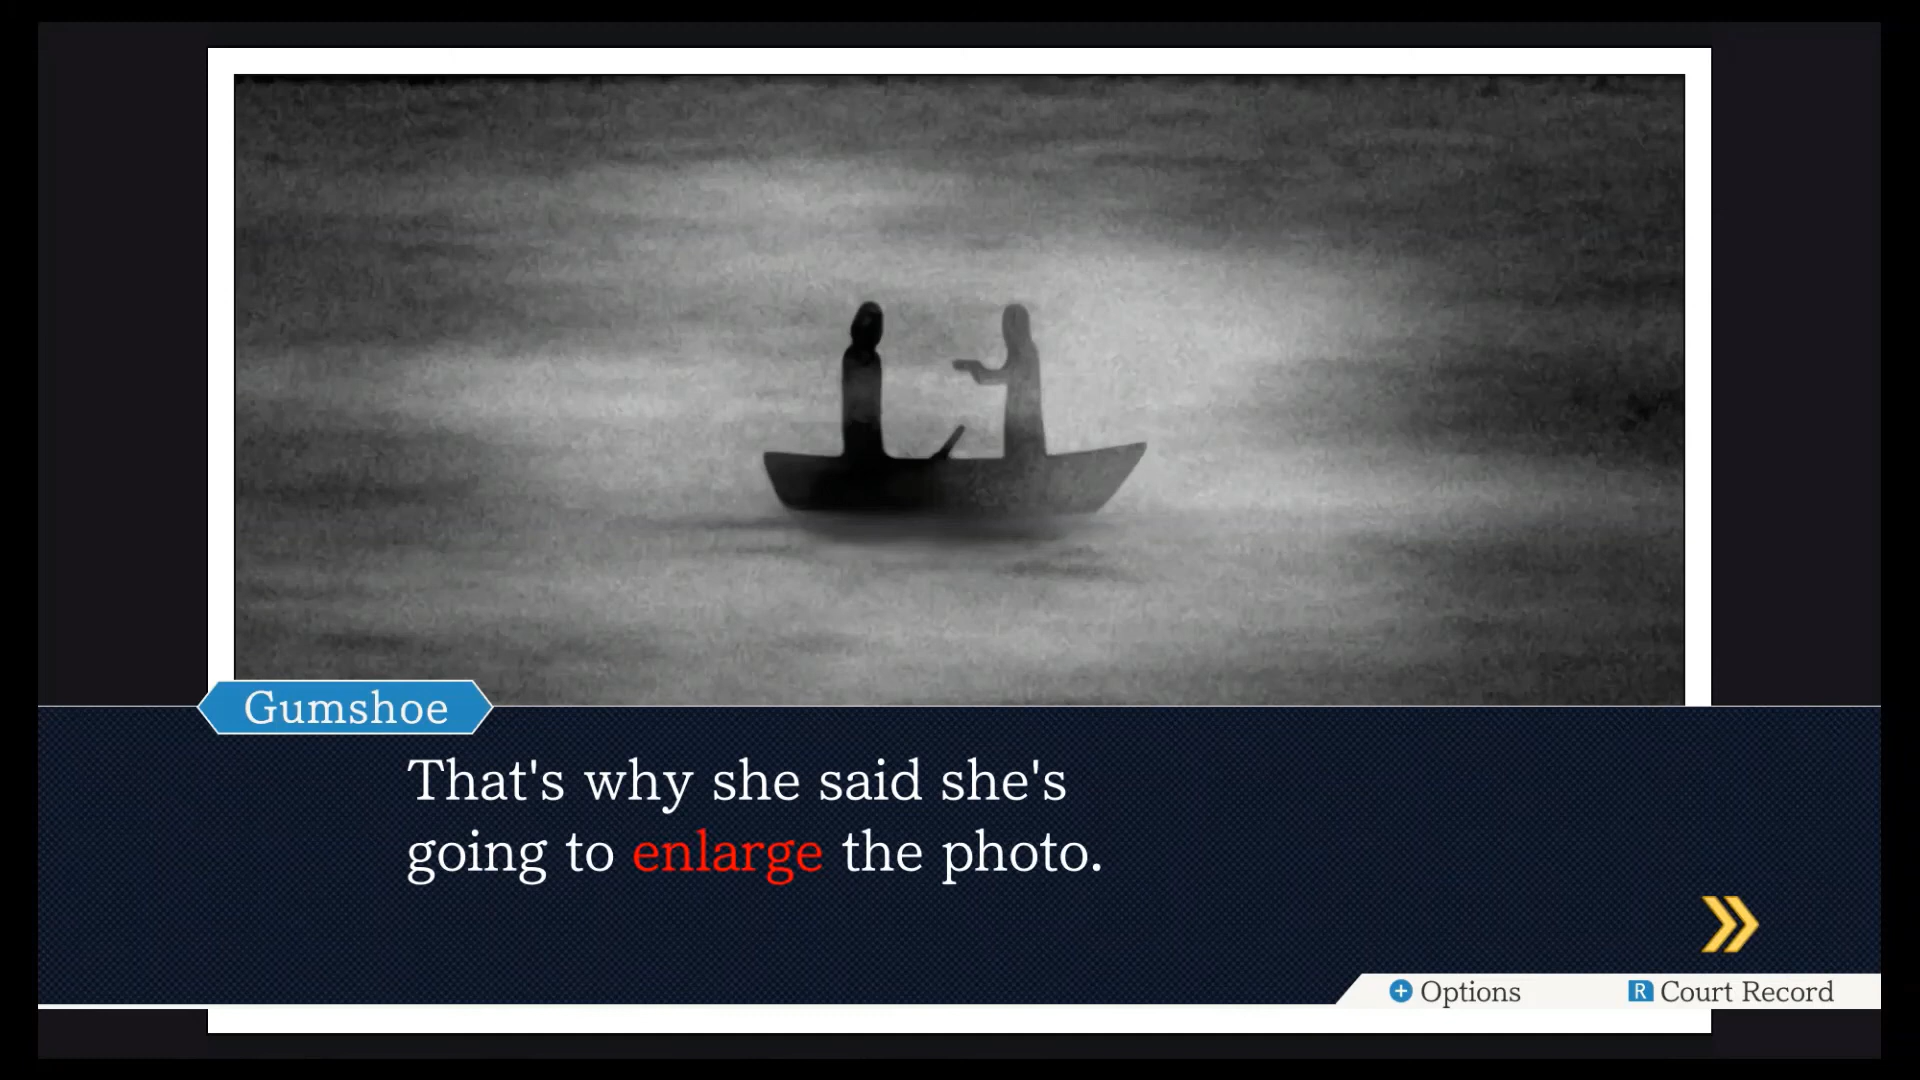 Gumshoe
That's why she said she's
going to enlarge the photo.
+ Options
R Court Record